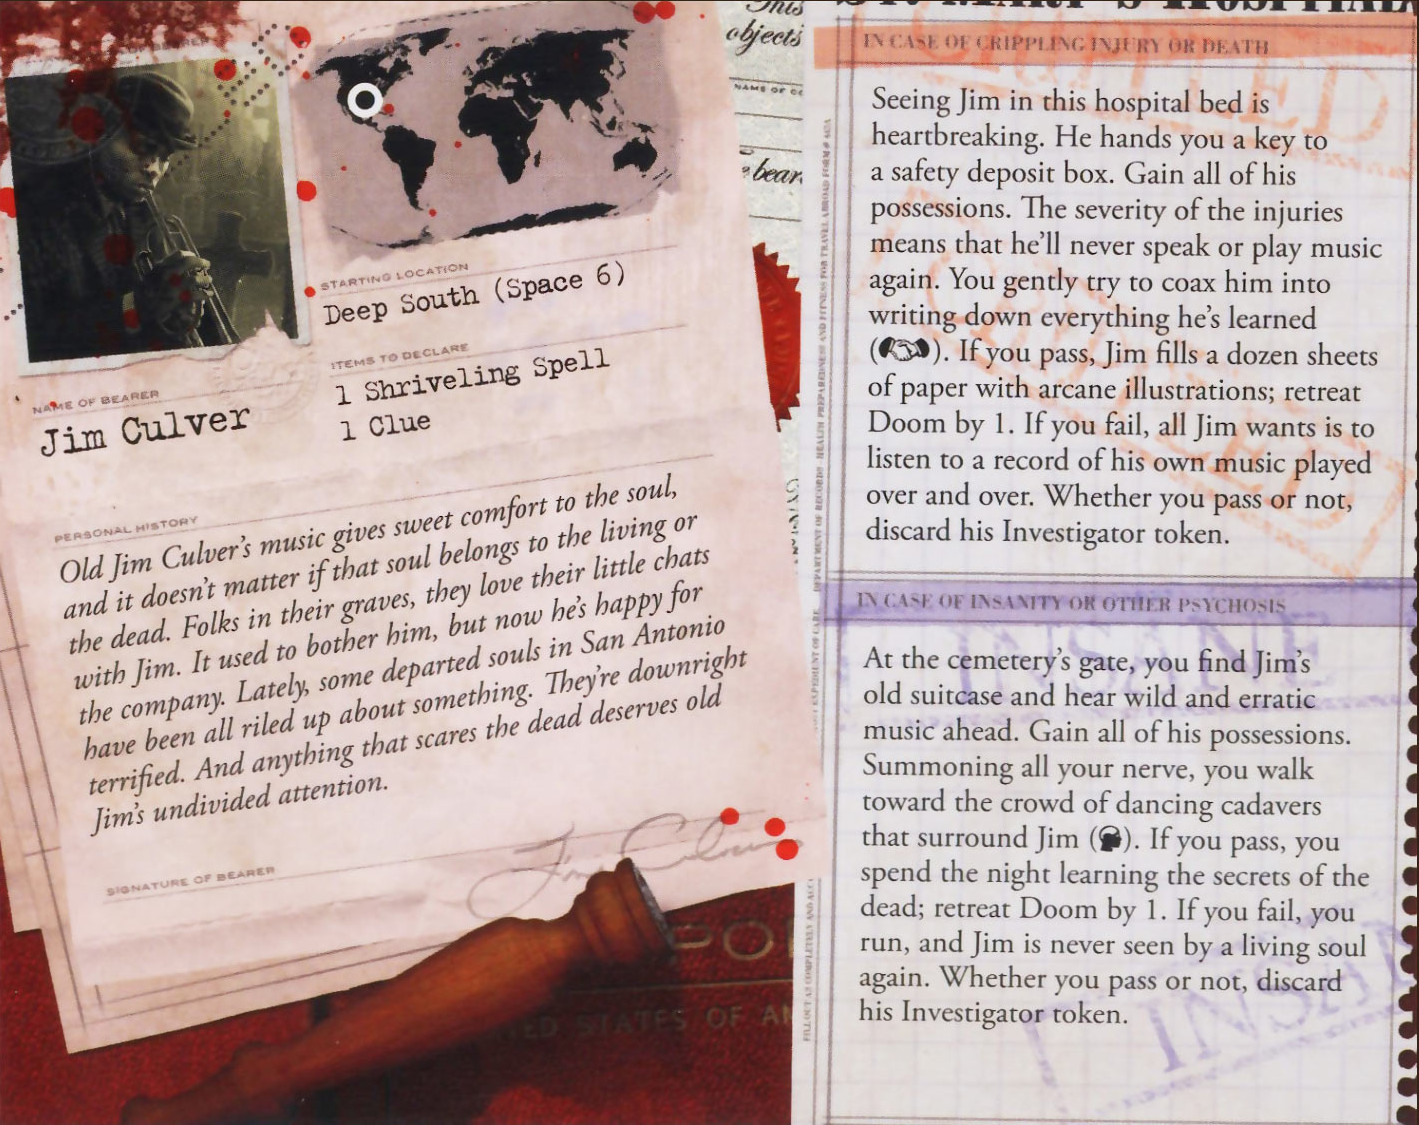 OF BEARER
STARTING LOCATION
Deep South (Space 6)
ITEMS TO DECLARE
1 Shriveling Spell
1 Clue
NAME OF BEARER
Jim Culver
PERSONAL HISTORY
Old Jim Culver's music gives sweet comfort to the soul,
and it doesn't matter if that soul belongs to the living or
the dead. Folks in their graves, they love their little chats
with Jim. It used to bother him, but now he's happy for
the company. Lately, some departed souls in San Antonio
have been all riled up about something. They're downright
terrified. And anything that scares the dead deserves old
Jim's undivided attention.
SIGNATURE OF BEARER
Jim Culver
This
objects
NAME OF
bear
STATES OF
IN CASE OF CRIPPLING INJURY OR DEATH
Seeing Jim in this hospital bed is
heartbreaking. He hands you a key to
a safety deposit box. Gain all of his
possessions. The severity of the injuries
means that he'll never speak or play music
again. You gently try to coax him into
writing down everything he's learned
( ). If you pass, Jim fills a dozen sheets
of paper with arcane illustrations; retreat
Doom by 1. If you fail, all Jim wants is to
listen to a record of his own music played
over and over. Whether you pass or not,
discard his Investigator token.
IN CASE OF INSANITY OR OTHER PSYCHOSIS
INSANE
At the cemetery's gate, you find Jim's
old suitcase and hear wild and erratic
music ahead. Gain all of his possessions.
Summoning all your nerve, you walk
toward the crowd of dancing cadavers
that surround Jim ( ). If you pass, you
spend the night learning the secrets of the
dead; retreat Doom by 1. If you fail, you
run, and Jim is never seen by a living soul
again. Whether you pass or not, discard
his Investigator token.
INSA